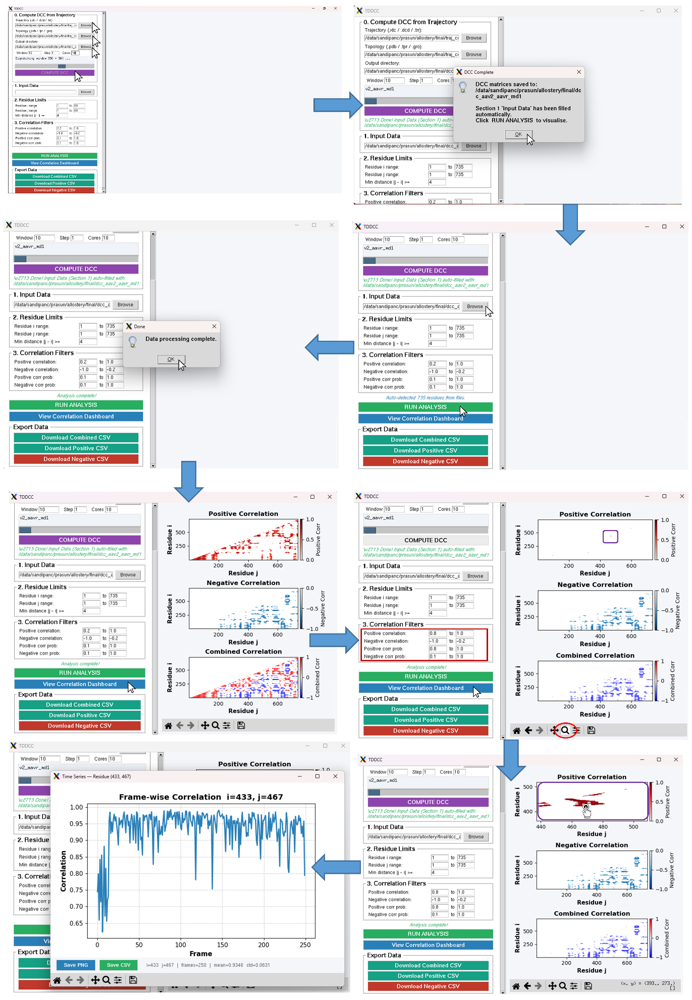 TDDCC
0. Compute DCC from Trajectory
Trajectory (.xtc / .dcd / .trr):
/data/sandipanc/prasun/allostery/final/traj_cc Browse
Topology (.pdb / .tpr / .gro):
/data/sandipanc/prasun/allostery/final/traj_cc Browse
Output directory:
/data/sandipanc/prasun/allostery/final/dcc_a Browse
Window 10 Step 1 Cores 10
Dispatching window 350 + 360 ...
COMPUTE DCC
1. Input Data
Browse
2. Residue Limits
Residue i range: 1 to 80
Residue j range: 1 to 80
Min distance |j - i| >= 4
3. Correlation Filters
Positive correlation: 0.2 to 1.0
Negative correlation: -1.0 to -0.2
Positive corr prob: 0.1 to 1.0
Negative corr prob: 0.1 to 1.0
RUN ANALYSIS
View Correlation Dashboard
Export Data
Download Combined CSV
Download Positive CSV
Download Negative CSV
TDDCC
0. Compute DCC from Trajectory
Trajectory (.xtc / .dcd / .trr):
/data/sandipanc/prasun/allostery/final/traj_cc Browse
Topology (.pdb / .tpr / .gro):
/data/sandipanc/prasun/allostery/final/traj_cc Browse
Output directory:
/data/sandipanc/prasun/allostery/final/dcc
Window 10 Step 1 Cores 1
v2_aavr_md1
COMPUTE DCC
\u2713 Done! Input Data (Section 1) auto-
/data/sandipanc/prasun/allostery/final/dcc_
1. Input Data
/data/sandipanc/prasun/allostery/final/dcc_a Browse
2. Residue Limits
Residue i range: 1 to 735
Residue j range: 1 to 735
Min distance |j - i| >= 4
3. Correlation Filters
Positive correlation: 0.2 to 1.0
DCC Complete
DCC matrices saved to:
/data/sandipanc/prasun/allostery/final/dc
c_aav2_aavr_md1
Section 1 'Input Data' has been filled
automatically.
Click RUN ANALYSIS to visualise.
OK
TDDCC
Window 10 Step 1 Cores 10
v2_aavr_md1
COMPUTE DCC
\u2713 Done! Input Data (Section 1) auto-filled with:
/data/sandipanc/prasun/allostery/final/dcc_aav2_aavr_md1
1. Input Data
/data/sandipanc/prasun/allostery/final/dcc_a Browse
2. Residue Limits
Residue i range: 1 to 735
Residue j range: 1 to 735
Min distance |j - i| >= 4
3. Correlation Filters
Positive correlation: 0.2 to 1.0
Negative correlation: -1.0 to -0.2
Positive corr prob: 0.1 to 1.0
Negative corr prob: 0.1 to 1.0
Analysis complete!
RUN ANALYSIS
View Correlation Dashboard
Export Data
Download Combined CSV
Download Positive CSV
Download Negative CSV
Done
Data processing complete.
OK
TDDCC
Window 10 Step 1 Cores 10
v2_aavr_md1
COMPUTE DCC
\u2713 Done! Input Data (Section 1) auto-filled with:
/data/sandipanc/prasun/allostery/final/dcc_aav2_aavr_md1
1. Input Data
/data/sandipanc/prasun/allostery/final/dcc_a Browse
2. Residue Limits
Residue i range: 1 to 735
Residue j range: 1 to 735
Min distance |j - i| >= 4
3. Correlation Filters
Positive correlation: 0.2 to 1.0
Negative correlation: -1.0 to -0.2
Positive corr prob: 0.1 to 1.0
Negative corr prob: 0.1 to 1.0
Auto-detected 735 residues from files.
RUN ANALYSIS
View Correlation Dashboard
Export Data
Download Combined CSV
Download Positive CSV
Download Negative CSV
TDDCC
Window 10 Step 1 Cores 10
v2_aavr_md1
COMPUTE DCC
\u2713 Done! Input Data (Section 1) auto-filled with:
/data/sandipanc/prasun/allostery/final/dcc_aav2_aavr_md1
1. Input Data
/data/sandipanc/prasun/allostery/final/dcc_a Browse
2. Residue Limits
Residue i range: 1 to 735
Residue j range: 1 to 735
Min distance |j - i| >= 4
3. Correlation Filters
Positive correlation: 0.2 to 1.0
Negative correlation: -1.0 to -0.2
Positive corr prob: 0.1 to 1.0
Negative corr prob: 0.1 to 1.0
Analysis complete!
RUN ANALYSIS
View Correlation Dashboard
Export Data
Download Combined CSV
Download Positive CSV
Download Negative CSV
Positive Correlation
Residue i
500
250
200 400 600
Residue j
1.0
0.5
0.0
Positive Corr
Negative Correlation
Residue i
500
250
200 400 600
Residue j
0.0
−0.5
−1.0
Negative Corr
Combined Correlation
Residue i
500
250
200 400 600
Residue j
1
0
−1
Combined Corr
TDDCC
Window 10 Step 1 Cores 10
v2_aavr_md1
COMPUTE DCC
\u2713 Done! Input Data (Section 1) auto-filled with:
/data/sandipanc/prasun/allostery/final/dcc_aav2_aavr_md1
1. Input Data
/data/sandipanc/prasun/allostery/final/dcc_a Browse
2. Residue Limits
Residue i range: 1 to 735
Residue j range: 1 to 735
Min distance |j - i| >= 4
3. Correlation Filters
Positive correlation: 0.8 to 1.0
Negative correlation: -1.0 to -0.2
Positive corr prob: 0.8 to 1.0
Negative corr prob: 0.1 to 1.0
Analysis complete!
RUN ANALYSIS
View Correlation Dashboard
Export Data
Download Combined CSV
Download Positive CSV
Download Negative CSV
Positive Correlation
Residue i
500
250
200 400 600
Residue j
1.0
0.5
0.0
Positive Corr
Negative Correlation
Residue i
500
250
200 400 600
Residue j
0.0
−0.5
−1.0
Negative Corr
Combined Correlation
Residue i
500
250
200 400 600
Residue j
1
0
−1
Combined Corr
TDDCC
Window 10 Step 1 Cores 10
v2_aavr_md1
\u2713 Done! I
/data/sandipan
1. Input Da
/data/sandipan
2. Residue
Residue i rang
Residue j rang
Min distance |j
3. Correlati
Positive correl
Negative corre
Positive corr p
Negative corr
Vi
Export Dat
D
Positive Correlation
1.0
Time Series — Residue (433, 467)
Frame-wise Correlation i=433, j=467
Correlation
1.00
0.95
0.90
0.85
0.80
0.75
0.70
0.65
0 50 100 150 200 250
Frame
Save PNG Save CSV i=433 j=467 | frames=250 | mean=0.9346 std=0.0631
[]
TDDCC
Window 10 Step 1 Cores 10
v2_aavr_md1
COMPUTE DCC
\u2713 Done! Input Data (Section 1) auto-filled with:
/data/sandipanc/prasun/allostery/final/dcc_aav2_aavr_md1
1. Input Data
/data/sandipanc/prasun/allostery/final/dcc_a Browse
2. Residue Limits
Residue i range: 1 to 735
Residue j range: 1 to 735
Min distance |j - i| >= 4
3. Correlation Filters
Positive correlation: 0.8 to 1.0
Negative correlation: -1.0 to -0.2
Positive corr prob: 0.8 to 1.0
Negative corr prob: 0.1 to 1.0
Analysis complete!
RUN ANALYSIS
View Correlation Dashboard
Export Data
Download Combined CSV
Download Positive CSV
Download Negative CSV
Positive Correlation
Residue i
500
400
440 460 480 500
Residue j
1.0
0.5
0.0
Positive Corr
Negative Correlation
Residue i
500
250
200 400 600
Residue j
0.0
−0.5
−1.0
Negative Corr
Combined Correlation
Residue i
500
250
200 400 600
Residue j
1
0
−1
Combined Corr
(x, y) = (393., 273.)
[]